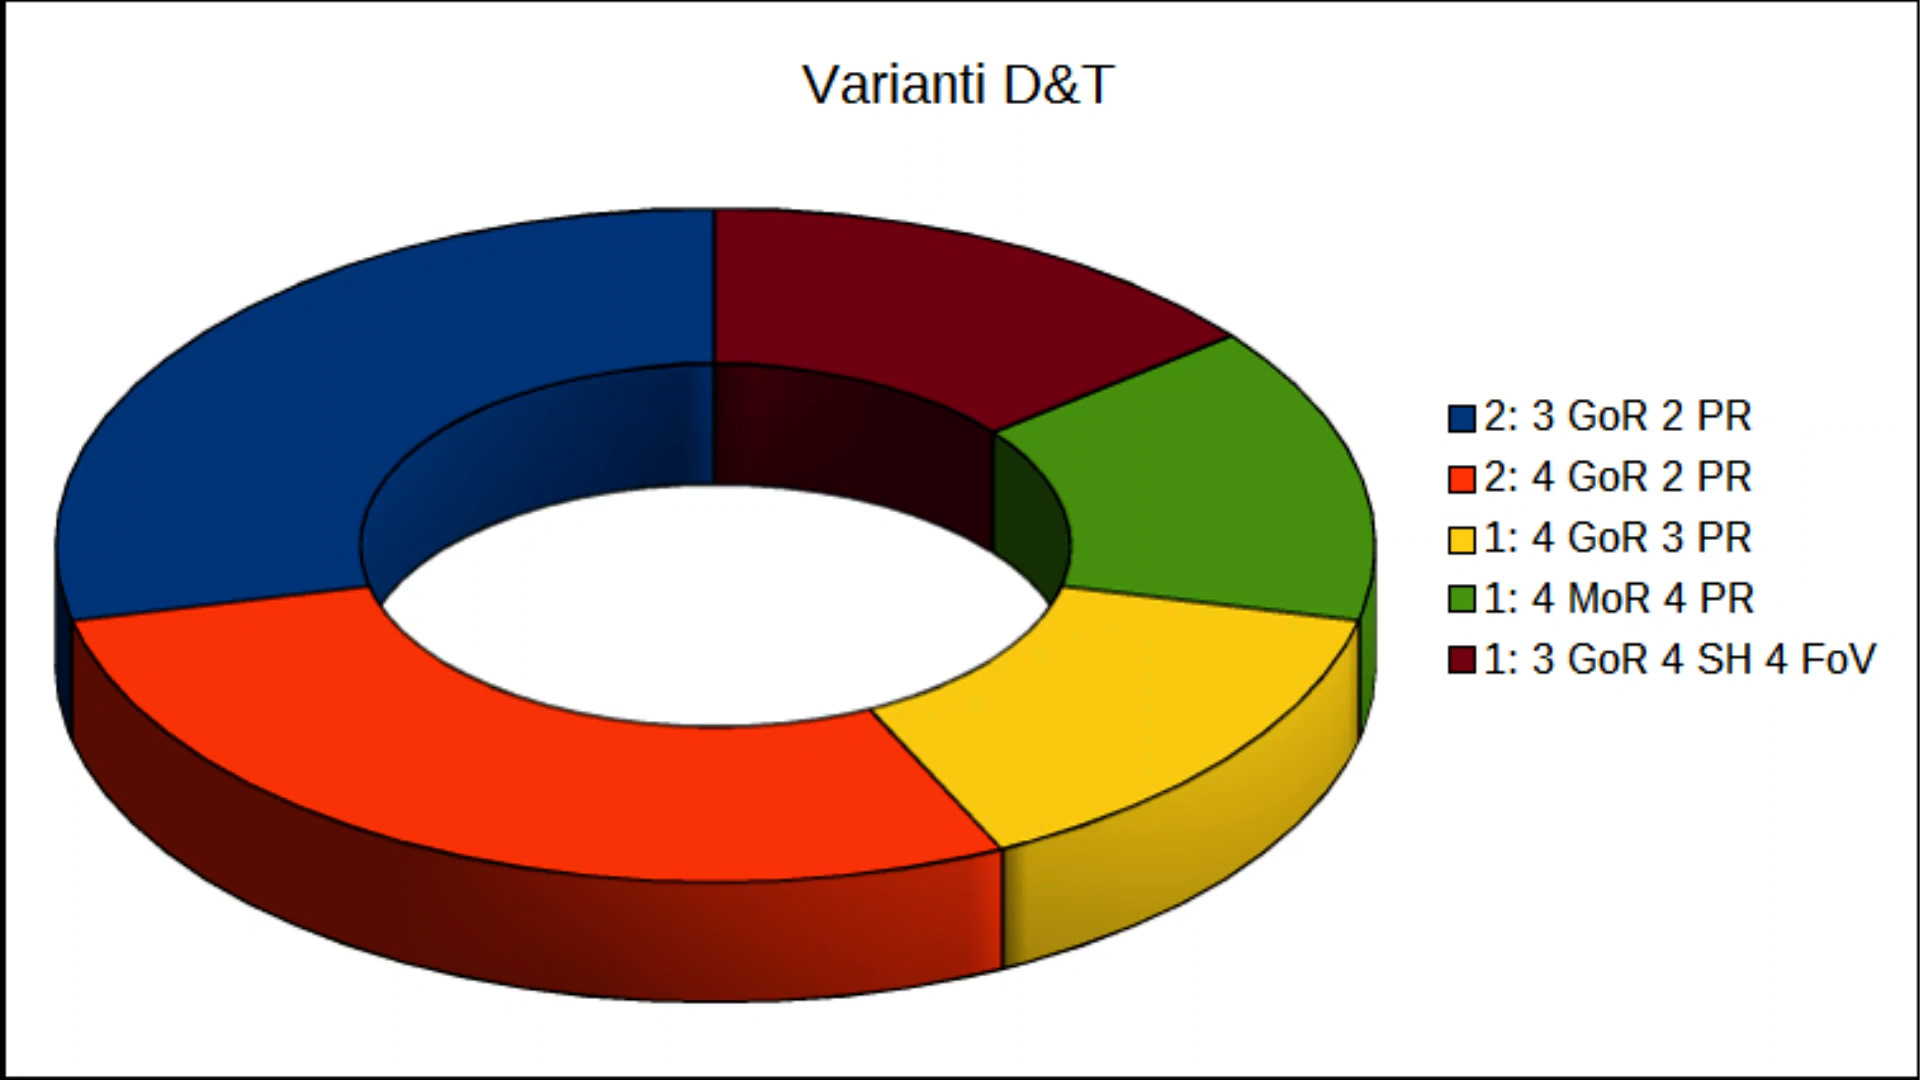 Varianti D&T
2: 3 GoR 2 PR
2: 4 GoR 2 PR
1: 4 GoR 3 PR
1: 4 MoR 4 PR
1: 3 GoR 4 SH 4 FoV